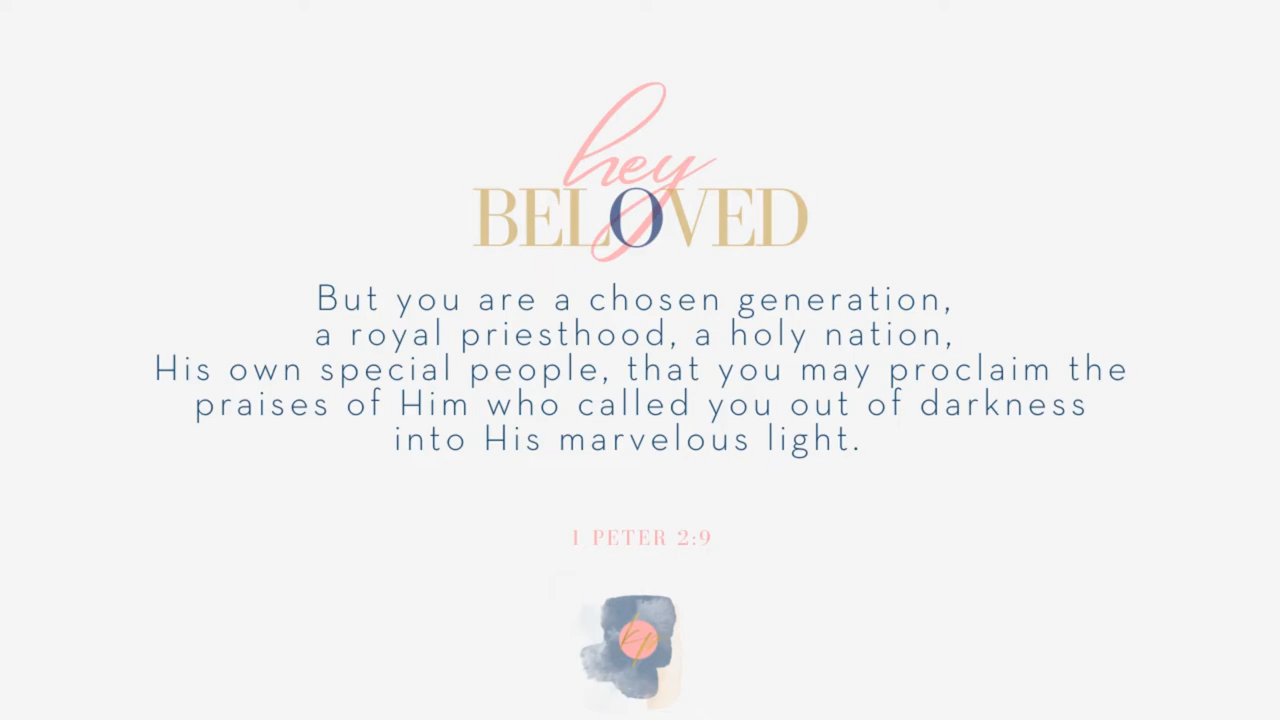 hey
BELOVED
But you are a chosen generation,
a royal priesthood, a holy nation,
His own special people, that you may proclaim the
praises of Him who called you out of darkness
into His marvelous light.
1 PETER 2:9
kp